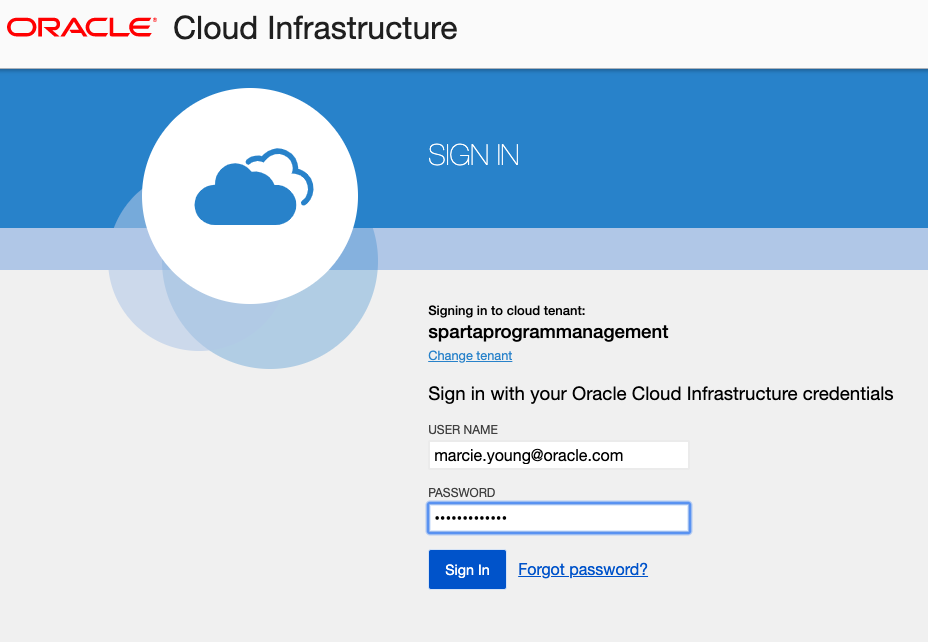 ORACLE® Cloud Infrastructure
SIGN IN
Signing in to cloud tenant:
spartaprogrammanagement
Change tenant
Sign in with your Oracle Cloud Infrastructure credentials
USER NAME
marcie.young@oracle.com
PASSWORD
•••••••••••••
Sign In Forgot password?